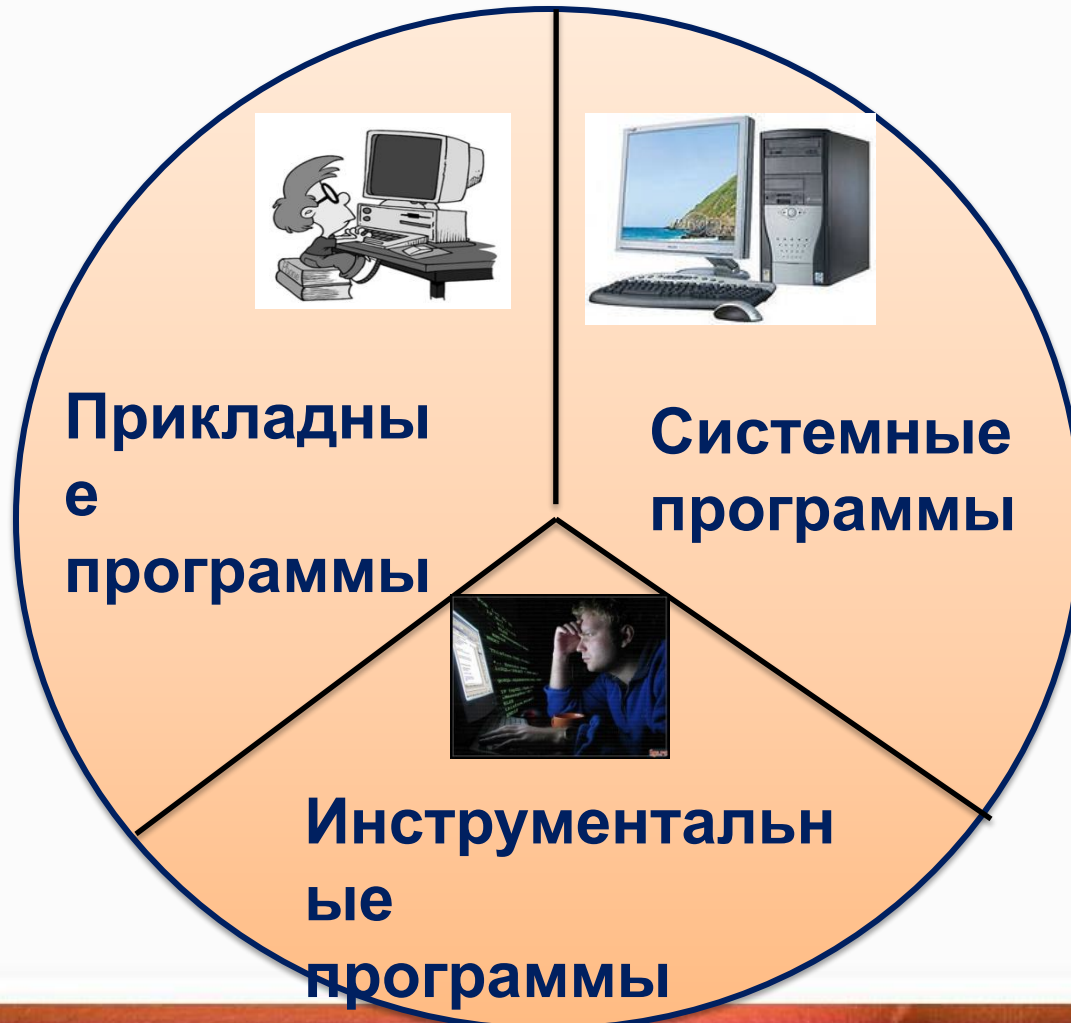 Прикладны
е
программы
Системные
программы
Инструментальн
ые
программы